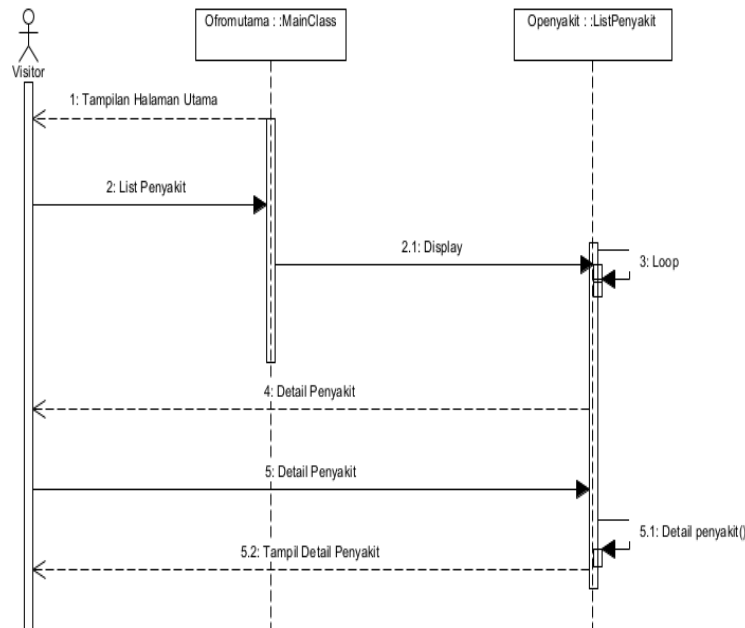 Ofromutama : :MainClass
Openyakit : :ListPenyakit
Visitor
1: Tampilan Halaman Utama
2: List Penyakit
2.1: Display
3: Loop
4: Detail Penyakit
5: Detail Penyakit
5.1: Detail penyakit()
5.2: Tampil Detail Penyakit